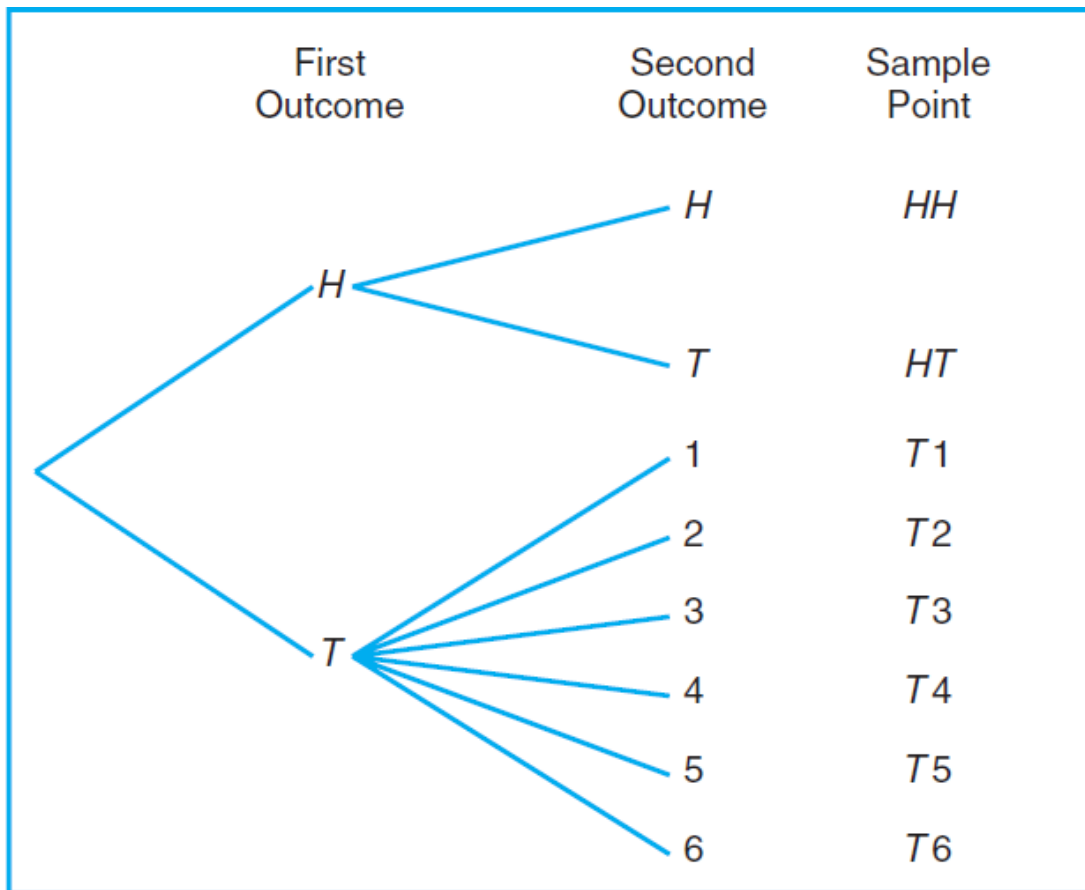 First Outcome
Second Outcome
Sample Point
H HH
H
T HT
1 T1
2 T2
3 T3
T
4 T4
5 T5
6 T6